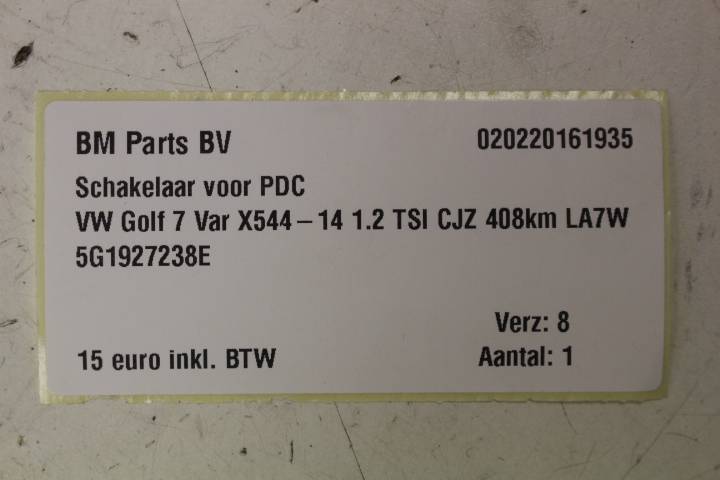 BM Parts BV 020220161935
Schakelaar voor PDC
VW Golf 7 Var X544-14 1.2 TSI CJZ 408km LA7W
5G1927238E
Verz: 8
15 euro inkl. BTW Aantal: 1